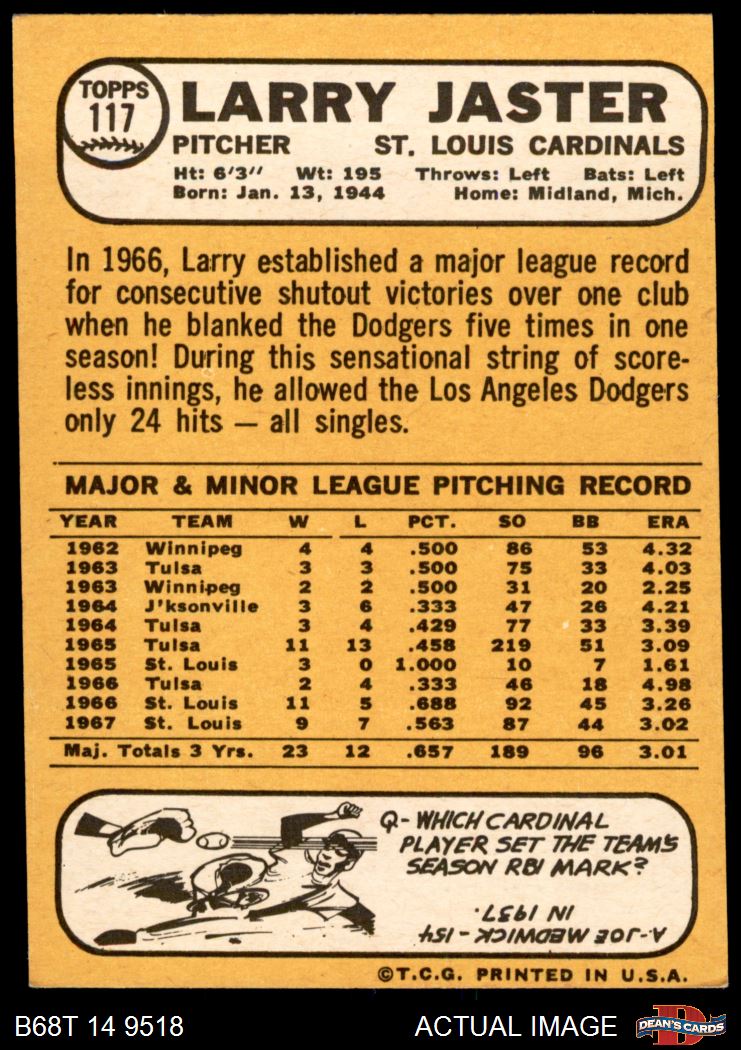 TOPPS
117
LARRY JASTER
PITCHER ST. LOUIS CARDINALS
Ht: 6'3" Wt: 195 Throws: Left Bats: Left
Born: Jan. 13, 1944 Home: Midland, Mich.
In 1966, Larry established a major league record
for consecutive shutout victories over one club
when he blanked the Dodgers five times in one
season! During this sensational string of score-
less innings, he allowed the Los Angeles Dodgers
only 24 hits — all singles.
MAJOR & MINOR LEAGUE PITCHING RECORD
YEAR TEAM W L PCT. SO BB ERA
1962 Winnipeg 4 4 .500 86 53 4.32
1963 Tulsa 3 3 .500 75 33 4.03
1963 Winnipeg 2 2 .500 31 20 2.25
1964 J'ksonville 3 6 .333 47 26 4.21
1964 Tulsa 3 4 .429 77 33 3.39
1965 Tulsa 11 13 .458 219 51 3.09
1965 St. Louis 3 0 1.000 10 7 1.61
1966 Tulsa 2 4 .333 46 18 4.98
1966 St. Louis 11 5 .688 92 45 3.26
1967 St. Louis 9 7 .563 87 44 3.02
Maj. Totals 3 Yrs. 23 12 .657 189 96 3.01
Q- WHICH CARDINAL
PLAYER SET THE TEAM'S
SEASON RBI MARK?
A- JOE MEDWICK - 154
IN 1937.
©T.C.G. PRINTED IN U.S.A.
B68T 14 9518 ACTUAL IMAGE
D
DEAN'S CARDS